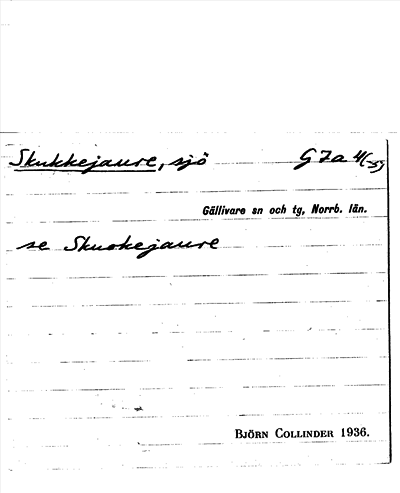 Skukkejaure, sjö G 7a 4(-5)
Gällivare sn och tg, Norrb. län.
se Skuokejaure
BJÖRN COLLINDER 1936.